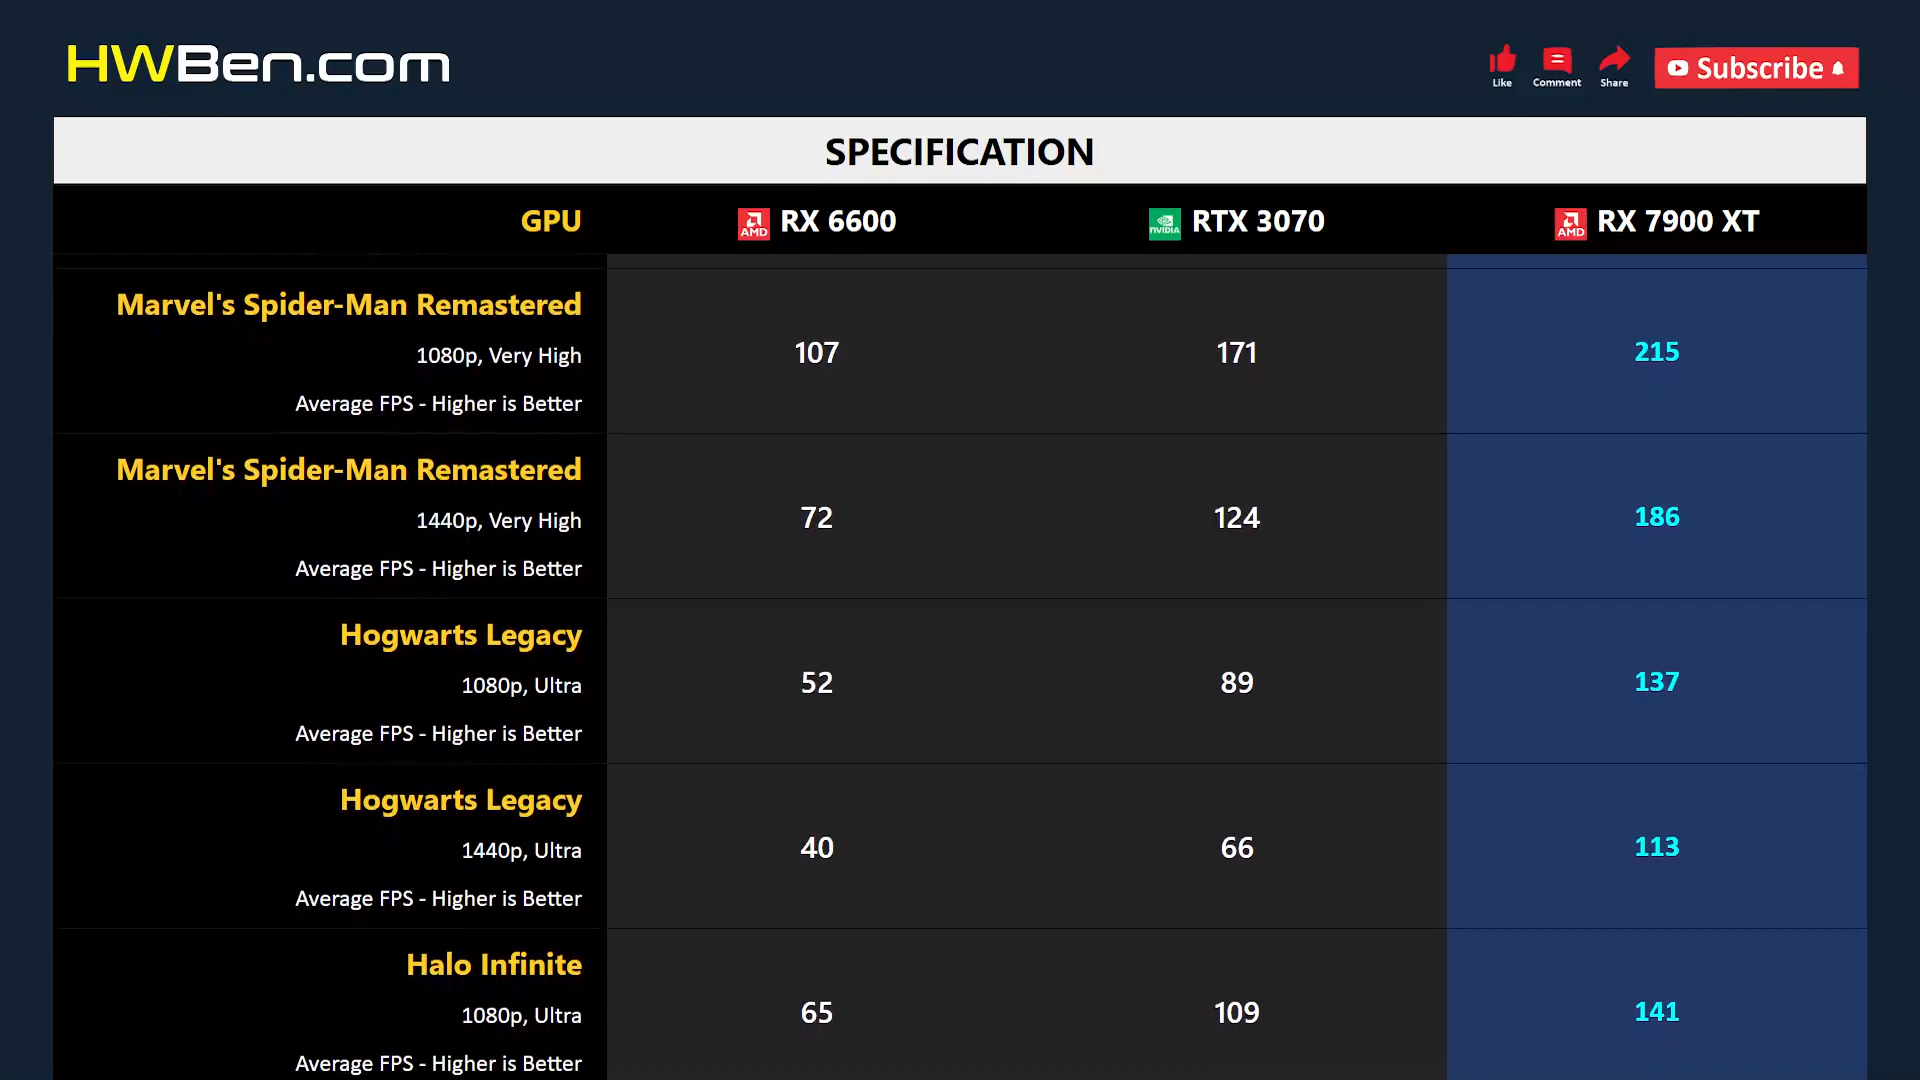 HWBen.com
Like Comment Share Subscribe
SPECIFICATION
GPU AMD RX 6600 NVIDIA RTX 3070 AMD RX 7900 XT
Marvel's Spider-Man Remastered
1080p, Very High 107 171 215
Average FPS - Higher is Better
Marvel's Spider-Man Remastered
1440p, Very High 72 124 186
Average FPS - Higher is Better
Hogwarts Legacy
1080p, Ultra 52 89 137
Average FPS - Higher is Better
Hogwarts Legacy
1440p, Ultra 40 66 113
Average FPS - Higher is Better
Halo Infinite
1080p, Ultra 65 109 141
Average FPS - Higher is Better